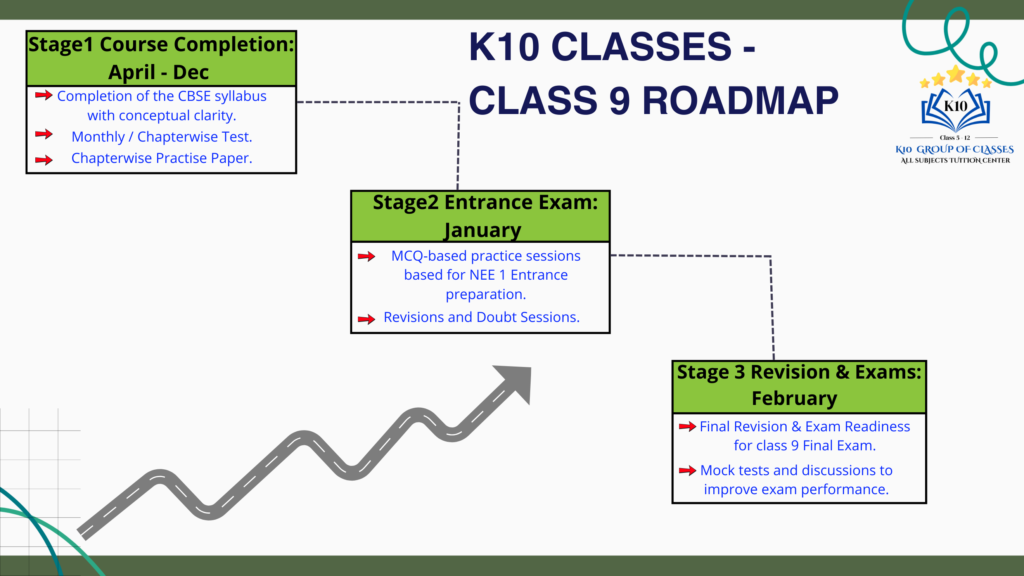 Stage1 Course Completion:
April - Dec
Completion of the CBSE syllabus
with conceptual clarity.
Monthly / Chapterwise Test.
Chapterwise Practise Paper.
K10 CLASSES -
CLASS 9 ROADMAP
K10
Class 5 - 12
K10 GROUP OF CLASSES
ALL SUBJECTS TUITION CENTER
Stage2 Entrance Exam:
January
MCQ-based practice sessions
based for NEE 1 Entrance
preparation.
Revisions and Doubt Sessions.
Stage 3 Revision & Exams:
February
Final Revision & Exam Readiness
for class 9 Final Exam.
Mock tests and discussions to
improve exam performance.